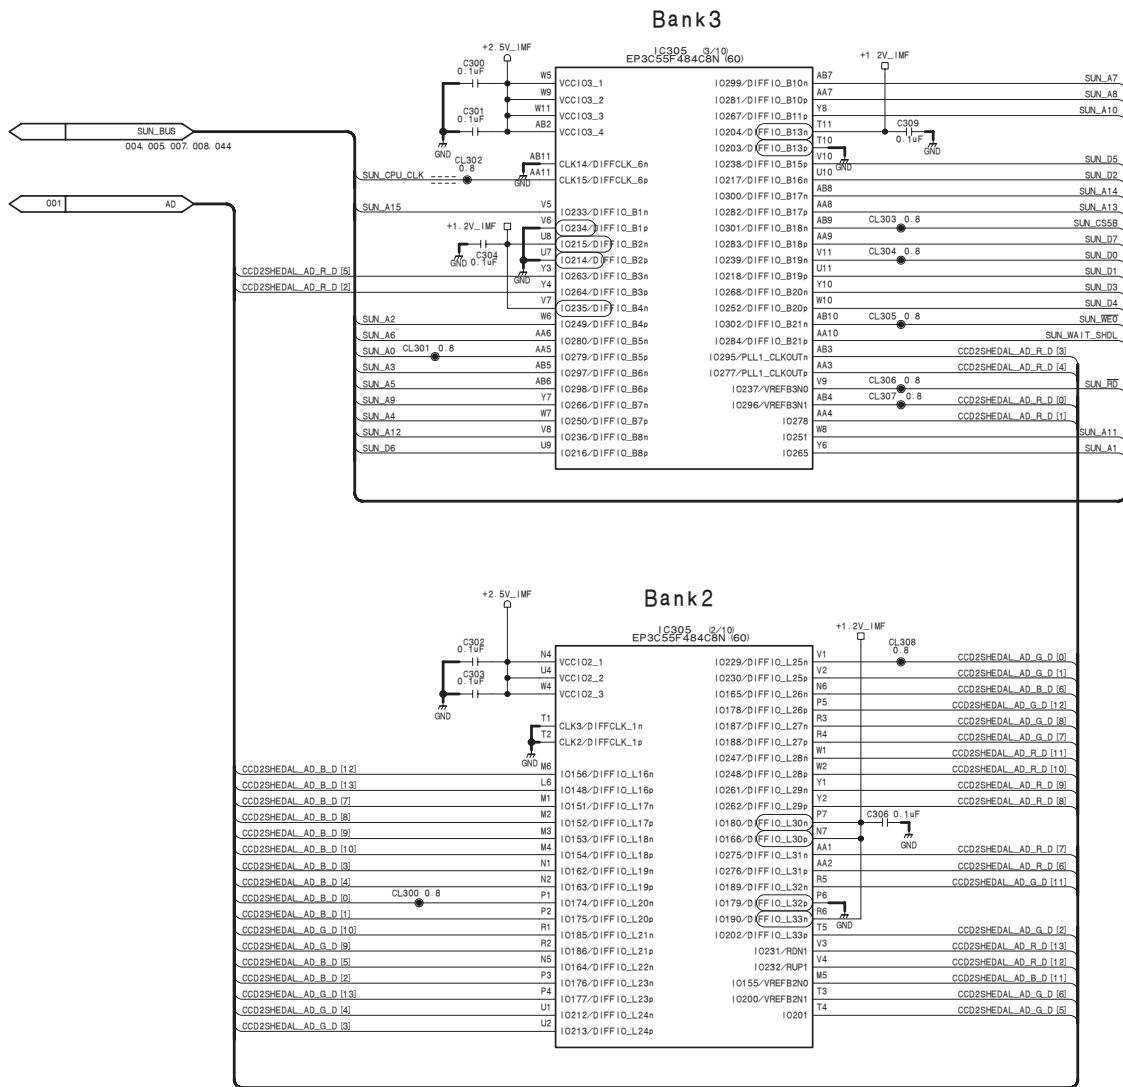 Bank3
+2.5V_IMF
IC305 (3/10)
EP3C55F484C8N(60)
+1.2V_IMF
C300
0.1uF
C301
0.1uF
GND
SUN_BUS
004, 005, 007, 008, 044
001 AD
CL302
0.8
GND
SUN_CPU_CLK
SUN_A15
+1.2V_IMF
C304
0.1uF
GND
GND
CCD2SHEDAL_AD_R_D[5]
CCD2SHEDAL_AD_R_D[2]
SUN_A2
SUN_A6
SUN_A0 CL301 0.8
SUN_A3
SUN_A5
SUN_A9
SUN_A4
SUN_A12
SUN_D6
W5 VCCIO3_1
W9 VCCIO3_2
W11 VCCIO3_3
AB2 VCCIO3_4
AB11 CLK14/DIFFCLK_6n
AA11 CLK15/DIFFCLK_6p
V5 IO233/DIFFIO_B1n
V6 IO234/DIFFIO_B1p
U8 IO215/DIFFIO_B2n
U7 IO214/DIFFIO_B2p
Y3 IO263/DIFFIO_B3n
Y4 IO264/DIFFIO_B3p
V7 IO235/DIFFIO_B4n
W6 IO249/DIFFIO_B4p
AA6 IO280/DIFFIO_B5n
AA5 IO279/DIFFIO_B5p
AB5 IO297/DIFFIO_B6n
AB6 IO298/DIFFIO_B6p
Y7 IO266/DIFFIO_B7n
W7 IO250/DIFFIO_B7p
V8 IO236/DIFFIO_B8n
U9 IO216/DIFFIO_B8p
IO299/DIFFIO_B10n AB7 SUN_A7
IO281/DIFFIO_B10p AA7 SUN_A8
IO267/DIFFIO_B11p Y8 SUN_A10
IO204/DIFFIO_B13n T11 C309 0.1uF GND
IO203/DIFFIO_B13p T10 GND
IO238/DIFFIO_B15p V10 SUN_D5
IO217/DIFFIO_B16n U10 SUN_D2
IO300/DIFFIO_B17n AB8 SUN_A14
IO282/DIFFIO_B17p AA8 SUN_A13
IO301/DIFFIO_B18n AB9 CL303 0.8 SUN_CS5B
IO283/DIFFIO_B18p AA9 SUN_D7
IO239/DIFFIO_B19n V11 CL304 0.8 SUN_D0
IO218/DIFFIO_B19p U11 SUN_D1
IO268/DIFFIO_B20n Y10 SUN_D3
IO252/DIFFIO_B20p W10 SUN_D4
IO302/DIFFIO_B21n AB10 CL305 0.8 SUN_WE0
IO284/DIFFIO_B21p AA10 SUN_WAIT_SHDL
IO295/PLL1_CLKOUTn AB3 CCD2SHEDAL_AD_R_D[3]
IO277/PLL1_CLKOUTp AA3 CCD2SHEDAL_AD_R_D[4]
IO237/VREFB3N0 V9 CL306 0.8 SUN_RD
IO296/VREFB3N1 AB4 CL307 0.8 CCD2SHEDAL_AD_R_D[0]
IO278 AA4 CCD2SHEDAL_AD_R_D[1]
IO251 W8 SUN_A11
IO265 Y6 SUN_A1
Bank2
+2.5V_IMF
IC305 (2/10)
EP3C55F484C8N(60)
+1.2V_IMF
C302
0.1uF
C303
0.1uF
GND
GND
N4 VCCIO2_1
U4 VCCIO2_2
W4 VCCIO2_3
T1 CLK3/DIFFCLK_1n
T2 CLK2/DIFFCLK_1p
CCD2SHEDAL_AD_B_D[12] M6 IO156/DIFFIO_L16n
CCD2SHEDAL_AD_B_D[13] L6 IO148/DIFFIO_L16p
CCD2SHEDAL_AD_B_D[7] M1 IO151/DIFFIO_L17n
CCD2SHEDAL_AD_B_D[8] M2 IO152/DIFFIO_L17p
CCD2SHEDAL_AD_B_D[9] M3 IO153/DIFFIO_L18n
CCD2SHEDAL_AD_B_D[10] M4 IO154/DIFFIO_L18p
CCD2SHEDAL_AD_B_D[3] N1 IO162/DIFFIO_L19n
CCD2SHEDAL_AD_B_D[4] N2 IO163/DIFFIO_L19p
CCD2SHEDAL_AD_B_D[0] CL300 0.8 P1 IO174/DIFFIO_L20n
CCD2SHEDAL_AD_B_D[1] P2 IO175/DIFFIO_L20p
CCD2SHEDAL_AD_G_D[10] R1 IO185/DIFFIO_L21n
CCD2SHEDAL_AD_G_D[9] R2 IO186/DIFFIO_L21p
CCD2SHEDAL_AD_B_D[5] N5 IO164/DIFFIO_L22n
CCD2SHEDAL_AD_B_D[2] P3 IO176/DIFFIO_L23n
CCD2SHEDAL_AD_G_D[13] P4 IO177/DIFFIO_L23p
CCD2SHEDAL_AD_G_D[4] U1 IO212/DIFFIO_L24n
CCD2SHEDAL_AD_G_D[3] U2 IO213/DIFFIO_L24p
IO229/DIFFIO_L25n V1 CL308 0.8 CCD2SHEDAL_AD_G_D[0]
IO230/DIFFIO_L25p V2 CCD2SHEDAL_AD_G_D[1]
IO165/DIFFIO_L26n N6 CCD2SHEDAL_AD_B_D[6]
IO178/DIFFIO_L26p P5 CCD2SHEDAL_AD_G_D[12]
IO187/DIFFIO_L27n R3 CCD2SHEDAL_AD_G_D[8]
IO188/DIFFIO_L27p R4 CCD2SHEDAL_AD_G_D[7]
IO247/DIFFIO_L28n W1 CCD2SHEDAL_AD_R_D[11]
IO248/DIFFIO_L28p W2 CCD2SHEDAL_AD_R_D[10]
IO261/DIFFIO_L29n Y1 CCD2SHEDAL_AD_R_D[9]
IO262/DIFFIO_L29p Y2 CCD2SHEDAL_AD_R_D[8]
IO180/DIFFIO_L30n P7 C306 0.1uF
IO166/DIFFIO_L30p N7 GND
IO275/DIFFIO_L31n AA1 CCD2SHEDAL_AD_R_D[7]
IO276/DIFFIO_L31p AA2 CCD2SHEDAL_AD_R_D[6]
IO189/DIFFIO_L32n R5 CCD2SHEDAL_AD_G_D[11]
IO179/DIFFIO_L32p P6
IO190/DIFFIO_L33n R6 GND
IO202/DIFFIO_L33p T5 CCD2SHEDAL_AD_G_D[2]
IO231/RDN1 V3 CCD2SHEDAL_AD_R_D[13]
IO232/RUP1 V4 CCD2SHEDAL_AD_R_D[12]
IO155/VREFB2N0 M5 CCD2SHEDAL_AD_B_D[11]
IO200/VREFB2N1 T3 CCD2SHEDAL_AD_G_D[6]
IO201 T4 CCD2SHEDAL_AD_G_D[5]